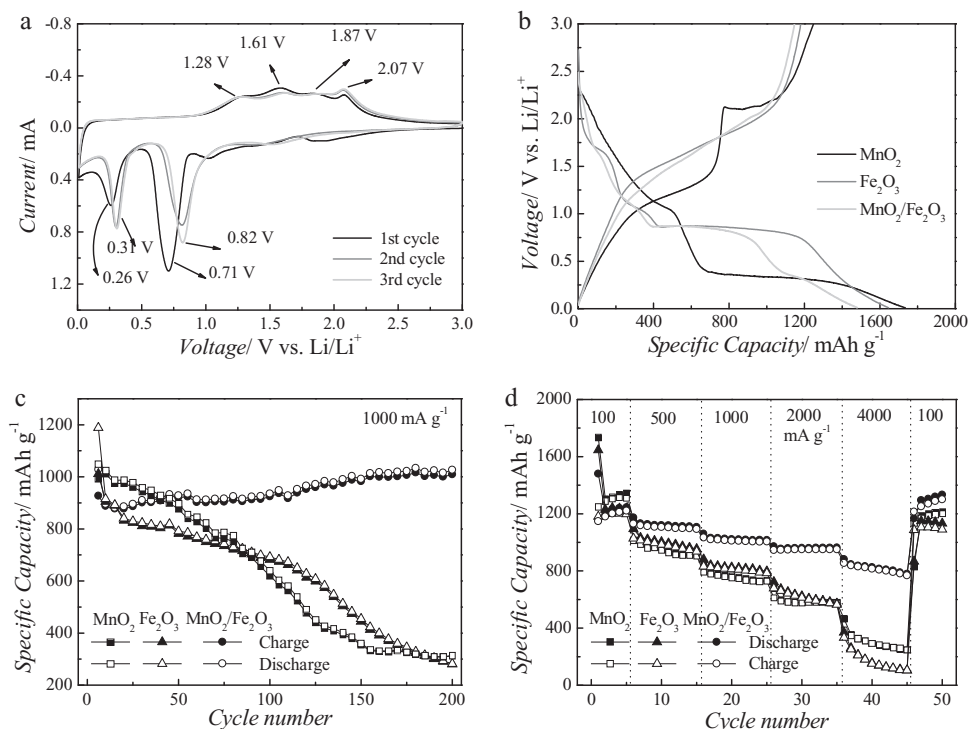 a
-0.8
-0.4
0.0
0.4
0.8
1.2
Current/ mA
1.28 V
1.61 V
1.87 V
2.07 V
0.31 V
0.26 V
0.71 V
0.82 V
1st cycle
2nd cycle
3rd cycle
0.0 0.5 1.0 1.5 2.0 2.5 3.0
Voltage/ V vs. Li/Li⁺
b
3.0
2.5
2.0
1.5
1.0
0.5
0.0
Voltage/ V vs. Li/Li⁺
MnO₂
Fe₂O₃
MnO₂/Fe₂O₃
0 400 800 1200 1600 2000
Specific Capacity/ mAh g⁻¹
c
1000 mA g⁻¹
1200
1000
800
600
400
200
Specific Capacity/ mAh g⁻¹
MnO₂ Fe₂O₃ MnO₂/Fe₂O₃
Charge
Discharge
0 50 75 100 125 150 175 200
Cycle number
d
2000
1600
1200
800
400
0
Specific Capacity/ mAh g⁻¹
100 500 1000 2000 4000 100
mA g⁻¹
MnO₂ Fe₂O₃ MnO₂/Fe₂O₃
Discharge
Charge
0 10 20 30 40 50
Cycle number